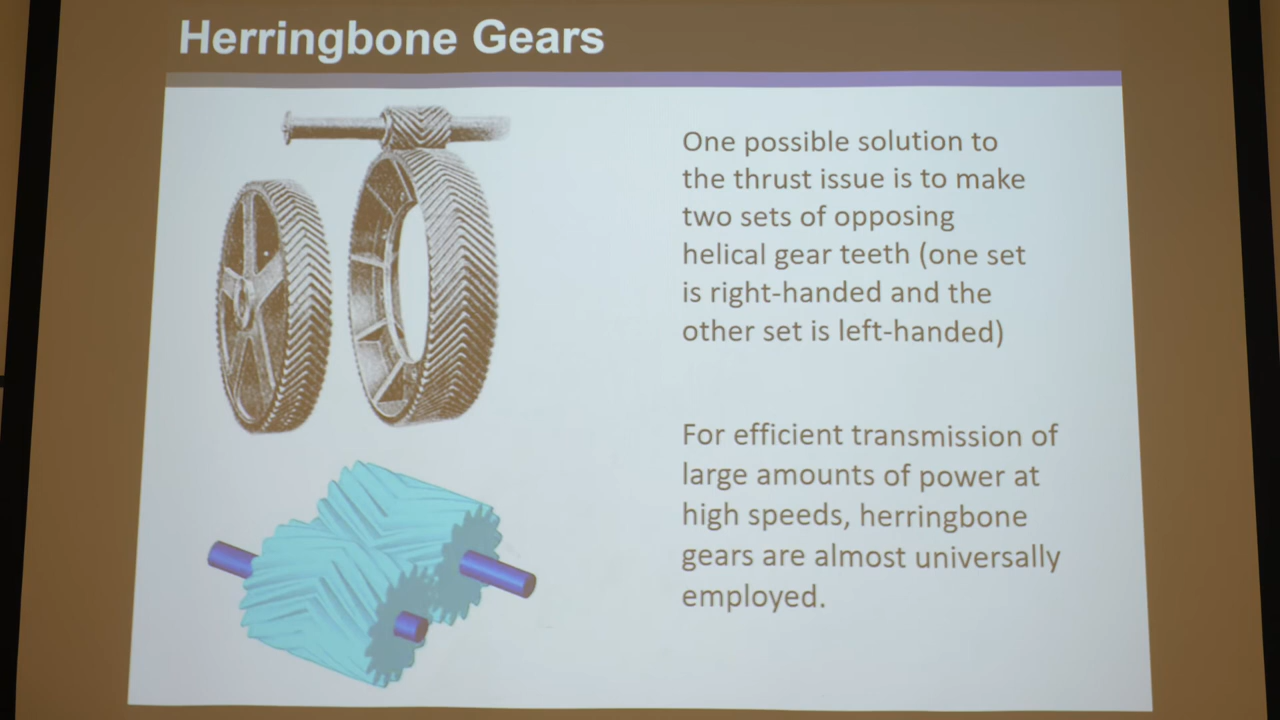 Herringbone Gears
One possible solution to
the thrust issue is to make
two sets of opposing
helical gear teeth (one set
is right-handed and the
other set is left-handed)
For efficient transmission of
large amounts of power at
high speeds, herringbone
gears are almost universally
employed.